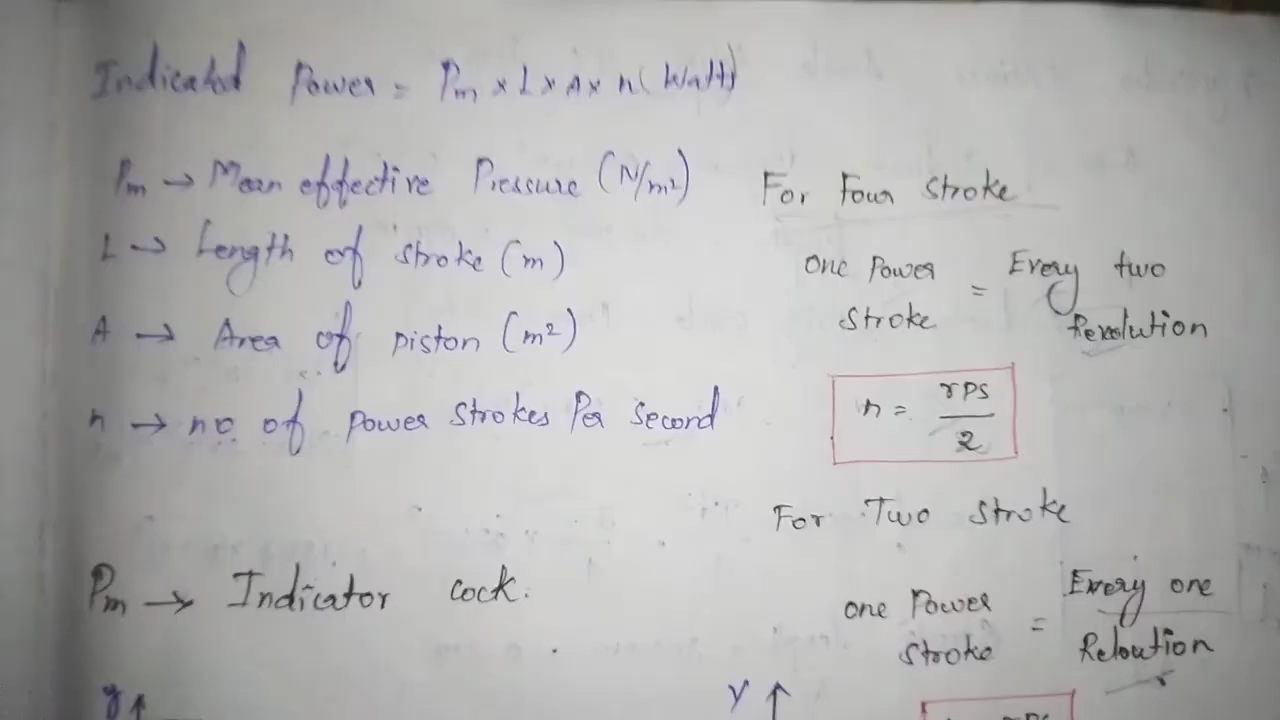 Indicated Power = Pm x L x A x n (Watt)
Pm → Mean effective Pressure (N/m²)
L → Length of stroke (m)
A → Area of piston (m²)
n → no of power strokes Per second
Pm → Indicator cock.
y ↑
For Four stroke
one Power = Every two
stroke Revolution
n = rps / 2
For Two stroke
one Power = Every one
stroke Reloution
Y ↑